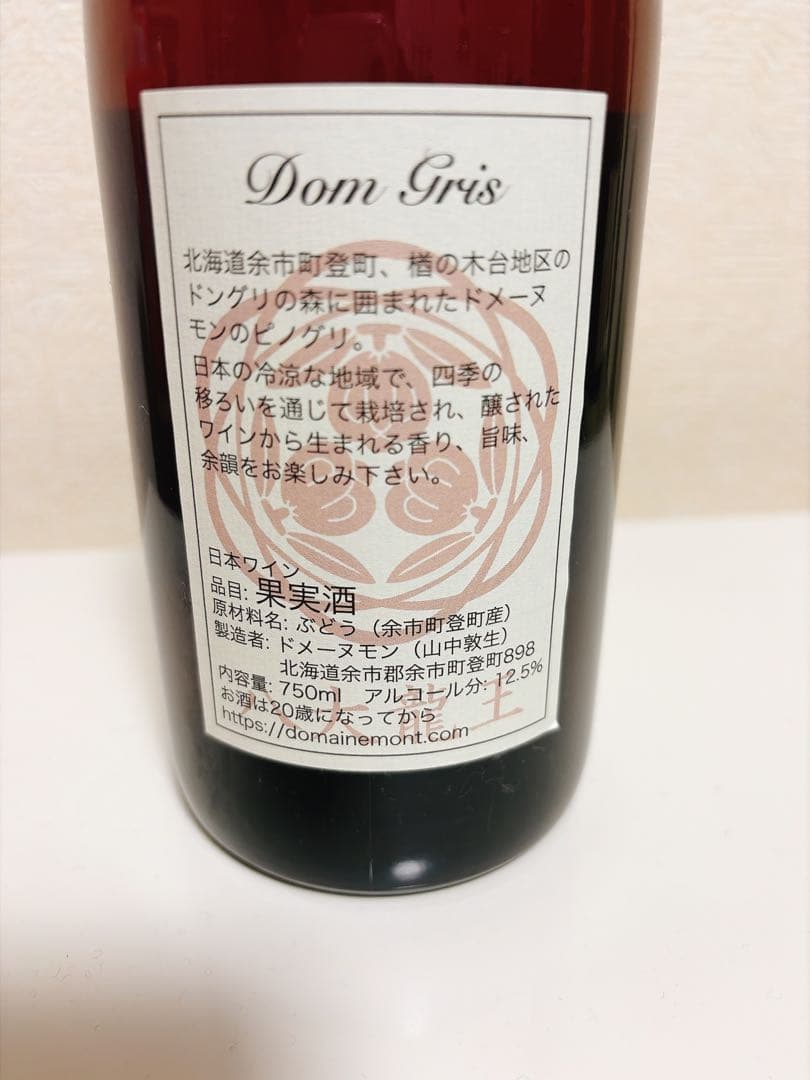 Dom Gris
北海道余市町登町、楢の木台地区の
ドングリの森に囲まれたドメーヌ
モンのピノグリ。
日本の冷涼な地域で、四季の
移ろいを通じて栽培され、醸された
ワインから生まれる香り、旨味、
余韻をお楽しみ下さい。
日本ワイン
品目: 果実酒
原材料名: ぶどう（余市町登町産）
製造者: ドメーヌモン（山中敦生）
北海道余市郡余市町登町898
内容量: 750ml アルコール分: 12.5%
お酒は20歳になってから
https://domainemont.com
八大龍王